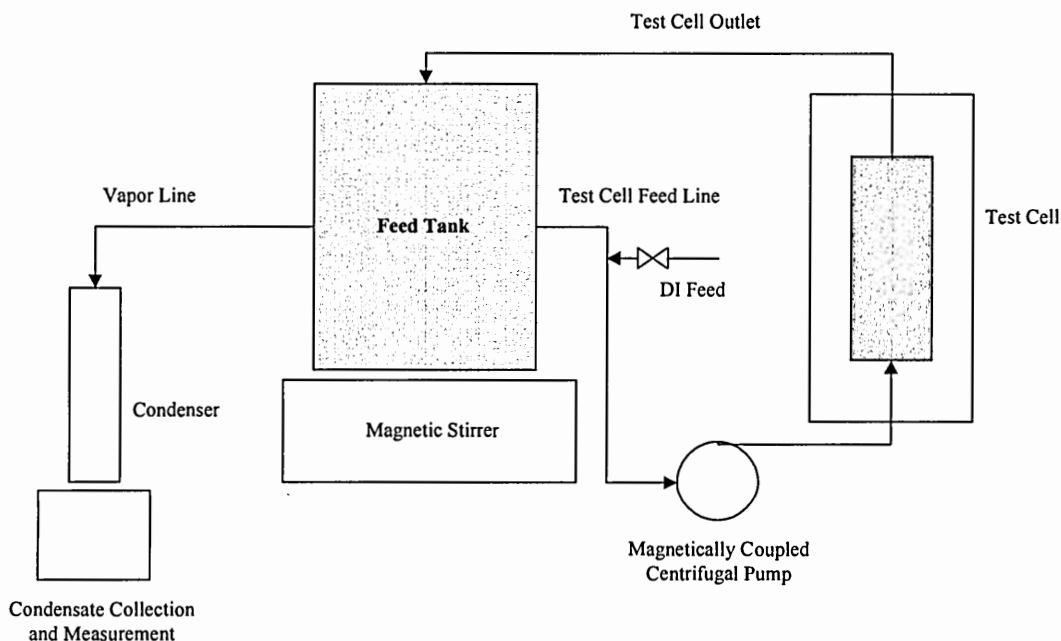 Test Cell Outlet
Vapor Line
Feed Tank
Test Cell Feed Line
Test Cell
DI Feed
Condenser
Magnetic Stirrer
Magnetically Coupled
Centrifugal Pump
Condensate Collection
and Measurement